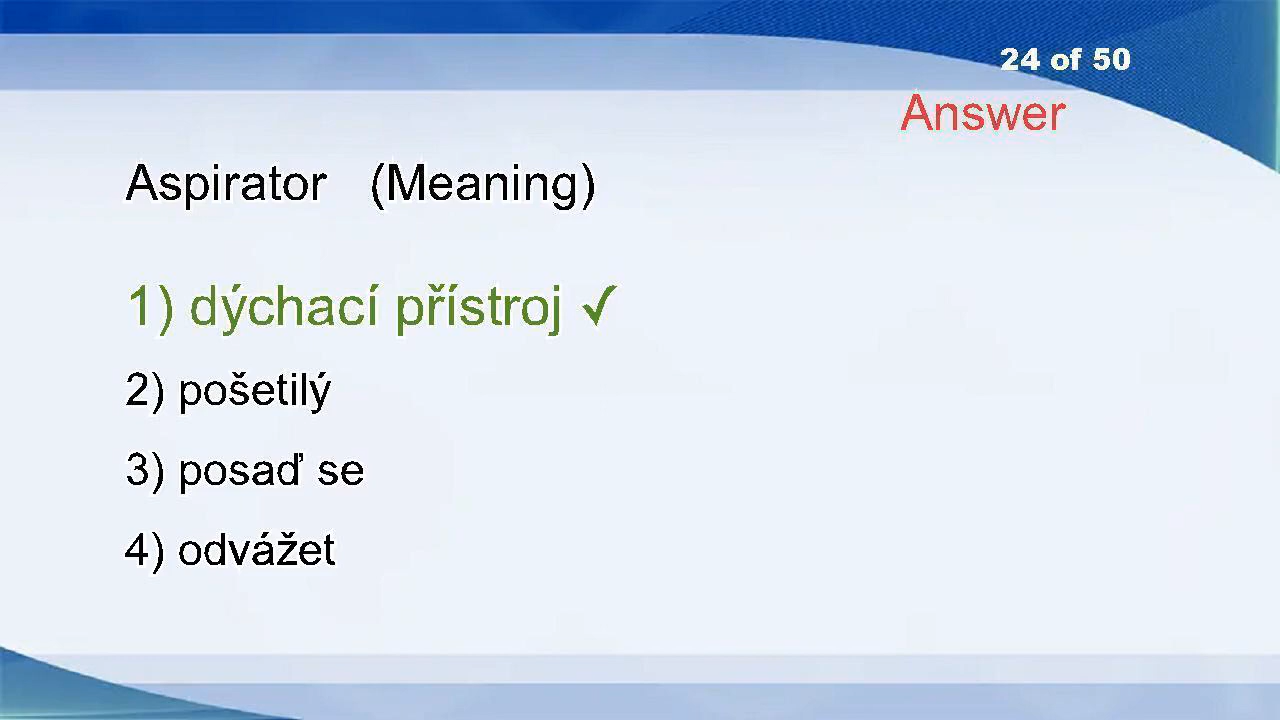 24 of 50
Answer
Aspirator (Meaning)
1) dýchací přístroj ✓
2) pošetilý
3) posaď se
4) odvážet